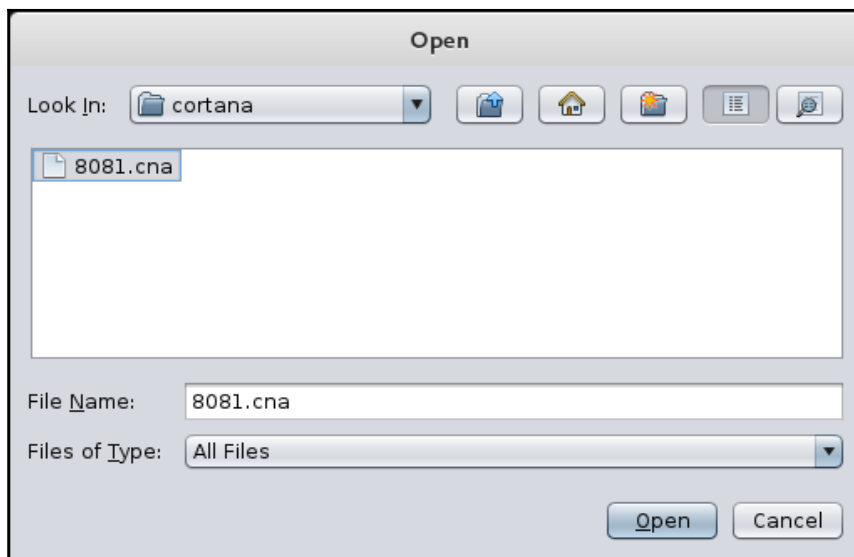 Open
Look In: cortana
8081.cna
File Name: 8081.cna
Files of Type: All Files
Open Cancel